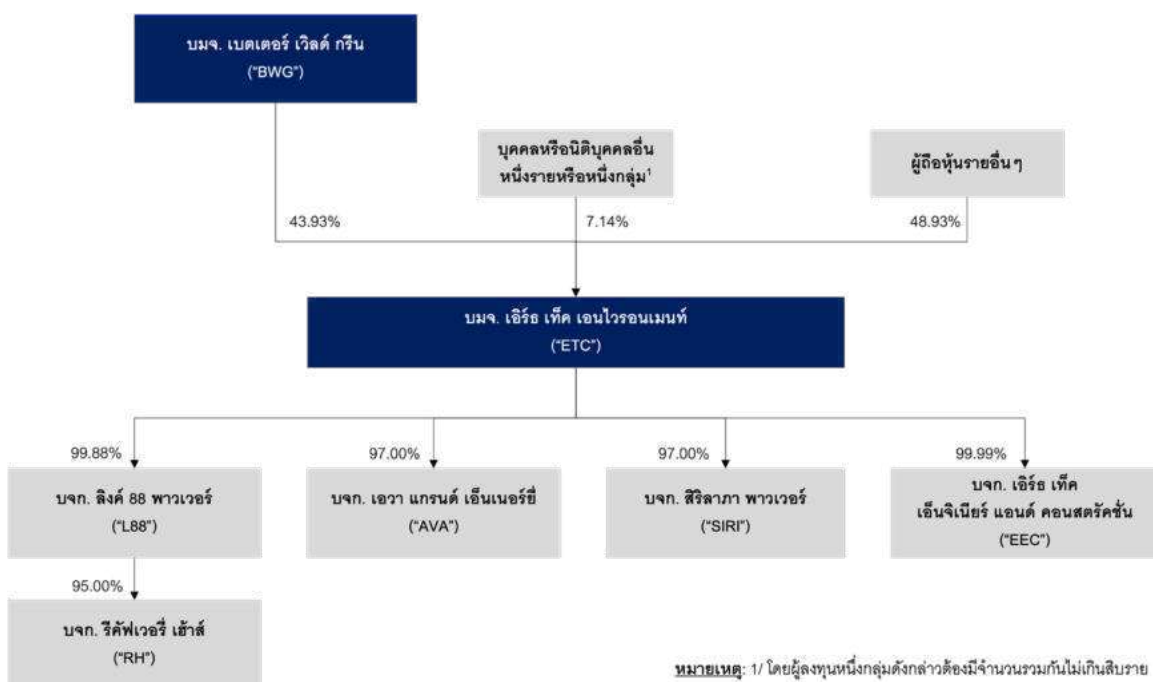 บมจ. เบตเตอร์ เวิลด์ กรีน
("BWG")
บุคคลหรือนิติบุคคลอื่น
หนึ่งรายหรือหนึ่งกลุ่ม¹
ผู้ถือหุ้นรายอื่นๆ
43.93%
7.14%
48.93%
บมจ. เอิร์ธ เท็ค เอนไวรอนเมนท์
("ETC")
99.88%
97.00%
97.00%
99.99%
บจก. ลิงค์ 88 พาวเวอร์
("L88")
บจก. เอวา แกรนด์ เอ็นเนอร์ยี่
("AVA")
บจก. สิริลาภา พาวเวอร์
("SIRI")
บจก. เอิร์ธ เท็ค
เอ็นจิเนียร์ แอนด์ คอนสตรัคชั่น
("EEC")
95.00%
บจก. รีคัฟเวอรี่ เฮ้าส์
("RH")
หมายเหตุ: 1/ โดยผู้ลงทุนหนึ่งกลุ่มดังกล่าวต้องมีจำนวนรวมกันไม่เกินสิบราย